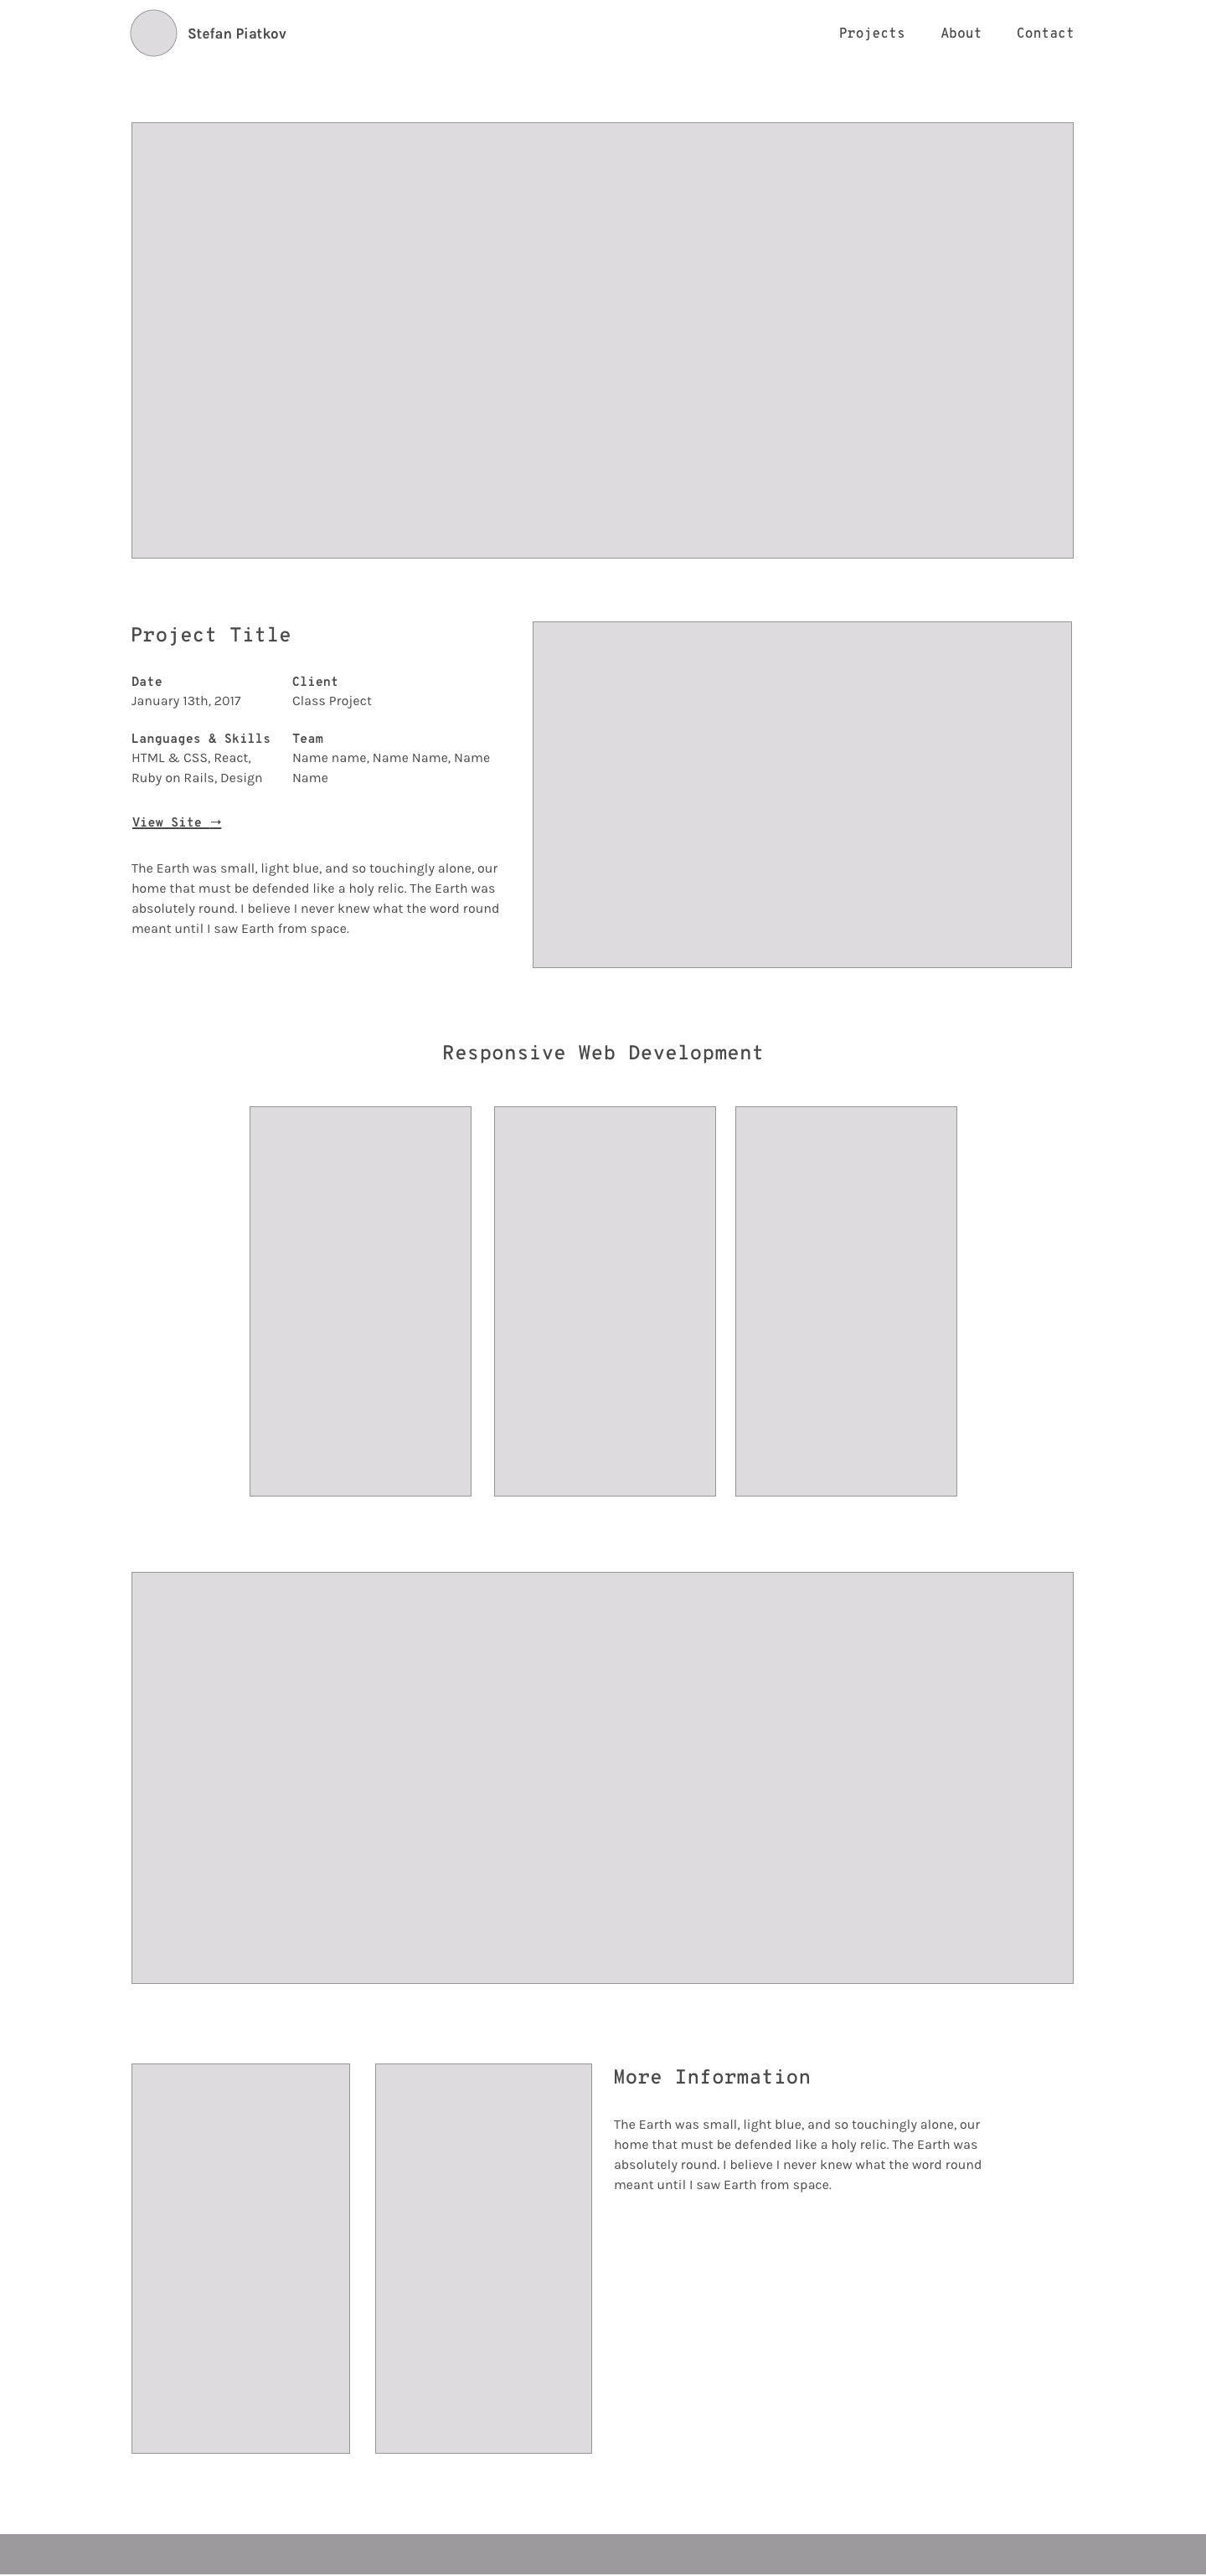 Stefan Piatkov
Projects About Contact
Project Title
Date
January 13th, 2017
Client
Class Project
Languages & Skills
HTML & CSS, React,
Ruby on Rails, Design
Team
Name name, Name Name, Name
Name
View Site →
The Earth was small, light blue, and so touchingly alone, our
home that must be defended like a holy relic. The Earth was
absolutely round. I believe I never knew what the word round
meant until I saw Earth from space.
Responsive Web Development
More Information
The Earth was small, light blue, and so touchingly alone, our
home that must be defended like a holy relic. The Earth was
absolutely round. I believe I never knew what the word round
meant until I saw Earth from space.